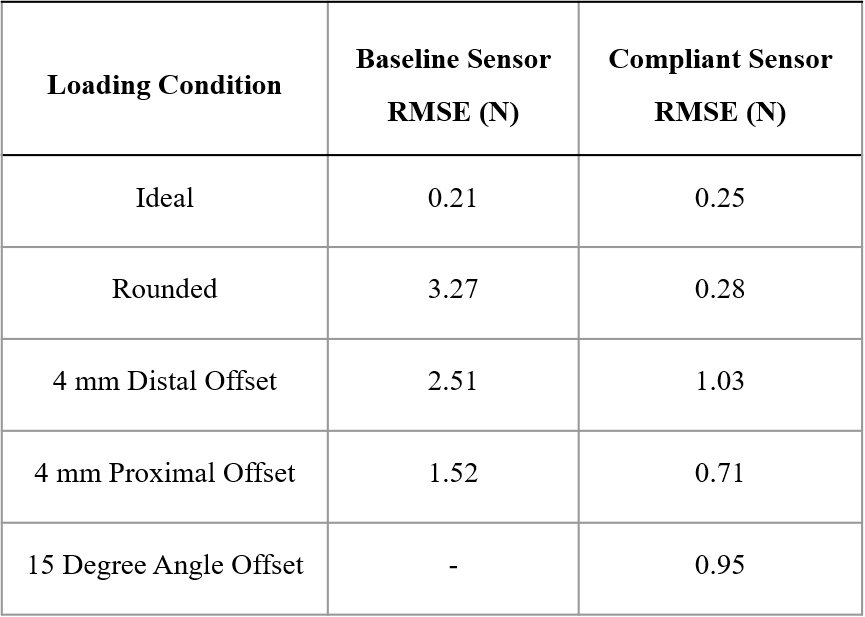 Loading Condition Baseline Sensor RMSE (N) Compliant Sensor RMSE (N)
Ideal 0.21 0.25
Rounded 3.27 0.28
4 mm Distal Offset 2.51 1.03
4 mm Proximal Offset 1.52 0.71
15 Degree Angle Offset - 0.95